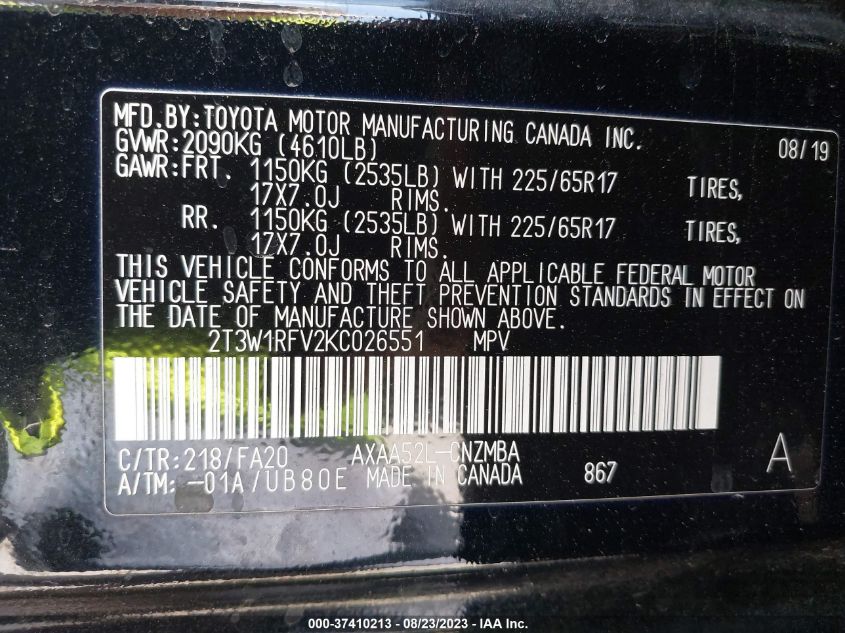 MFD.BY:TOYOTA MOTOR MANUFACTURING CANADA INC. 08/19
GVWR:2090KG (4610LB)
GAWR:FRT. 1150KG (2535LB) WITH 225/65R17 TIRES,
17X7.0J RIMS.
RR. 1150KG (2535LB) WITH 225/65R17 TIRES,
17X7.0J RIMS.
THIS VEHICLE CONFORMS TO ALL APPLICABLE FEDERAL MOTOR
VEHICLE SAFETY AND THEFT PREVENTION STANDARDS IN EFFECT ON
THE DATE OF MANUFACTURE SHOWN ABOVE.
2T3W1RFV2KC026551 MPV
C/TR:218/FA20 AXAA52L-CNZMBA A
A/TM:-01A/UB80E MADE IN CANADA 867
000-37410213 - 08/23/2023 - IAA Inc.